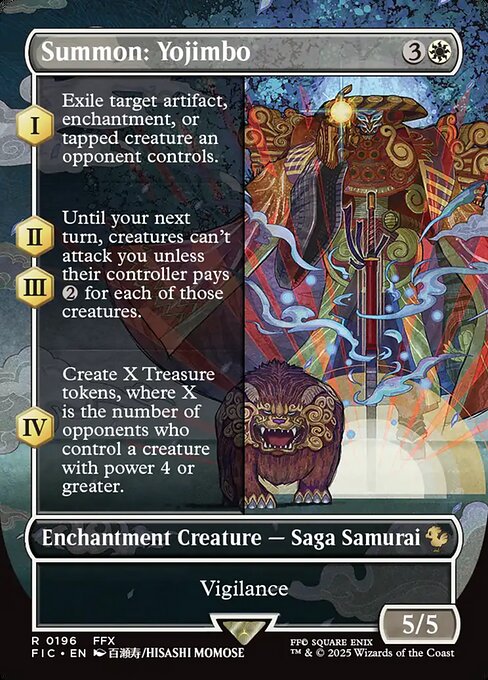 Summon: Yojimbo 3
I
Exile target artifact,
enchantment, or
tapped creature an
opponent controls.
II
III
Until your next
turn, creatures can't
attack you unless
their controller pays
2 for each of those
creatures.
IV
Create X Treasure
tokens, where X
is the number of
opponents who
control a creature
with power 4 or
greater.
Enchantment Creature — Saga Samurai
Vigilance
5/5
R 0196 FFX
FIC • EN 百瀬寿/HISASHI MOMOSE
FF© SQUARE ENIX
™ & © 2025 Wizards of the Coast